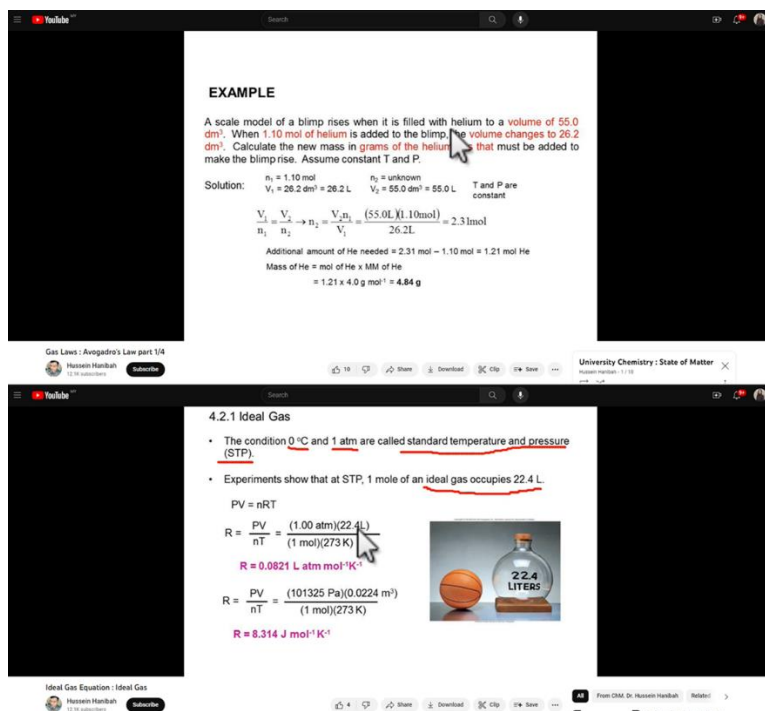 YouTube MY
Search
EXAMPLE
A scale model of a blimp rises when it is filled with helium to a volume of 55.0
dm³. When 1.10 mol of helium is added to the blimp, the volume changes to 26.2
dm³. Calculate the new mass in grams of the helium that must be added to
make the blimp rise. Assume constant T and P.
Solution:
n₁ = 1.10 mol n₂ = unknown
V₁ = 26.2 dm³ = 26.2 L V₂ = 55.0 dm³ = 55.0 L
T and P are
constant
V₁/n₁ = V₂/n₂ → n₂ = V₂n₁/V₁ = (55.0L)(1.10mol)/26.2L = 2.31mol
Additional amount of He needed = 2.31 mol – 1.10 mol = 1.21 mol He
Mass of He = mol of He x MM of He
= 1.21 x 4.0 g mol⁻¹ = 4.84 g
Gas Laws : Avogadro's Law part 1/4
Hussein Hanibah
12.1K subscribers
Subscribe
10 Share Download Clip Save ...
University Chemistry : State of Matter
Hussein Hanibah - 1 / 10
YouTube MY
Search
4.2.1 Ideal Gas
• The condition 0 °C and 1 atm are called standard temperature and pressure
(STP).
• Experiments show that at STP, 1 mole of an ideal gas occupies 22.4 L.
PV = nRT
R = PV/nT = (1.00 atm)(22.4L)/(1 mol)(273 K)
R = 0.0821 L atm mol⁻¹K⁻¹
R = PV/nT = (101325 Pa)(0.0224 m³)/(1 mol)(273 K)
R = 8.314 J mol⁻¹ K⁻¹
22.4
LITERS
Ideal Gas Equation : Ideal Gas
Hussein Hanibah
12.1K subscribers
Subscribe
4 Share Download Clip Save ...
All From ChM. Dr. Hussein Hanibah Related